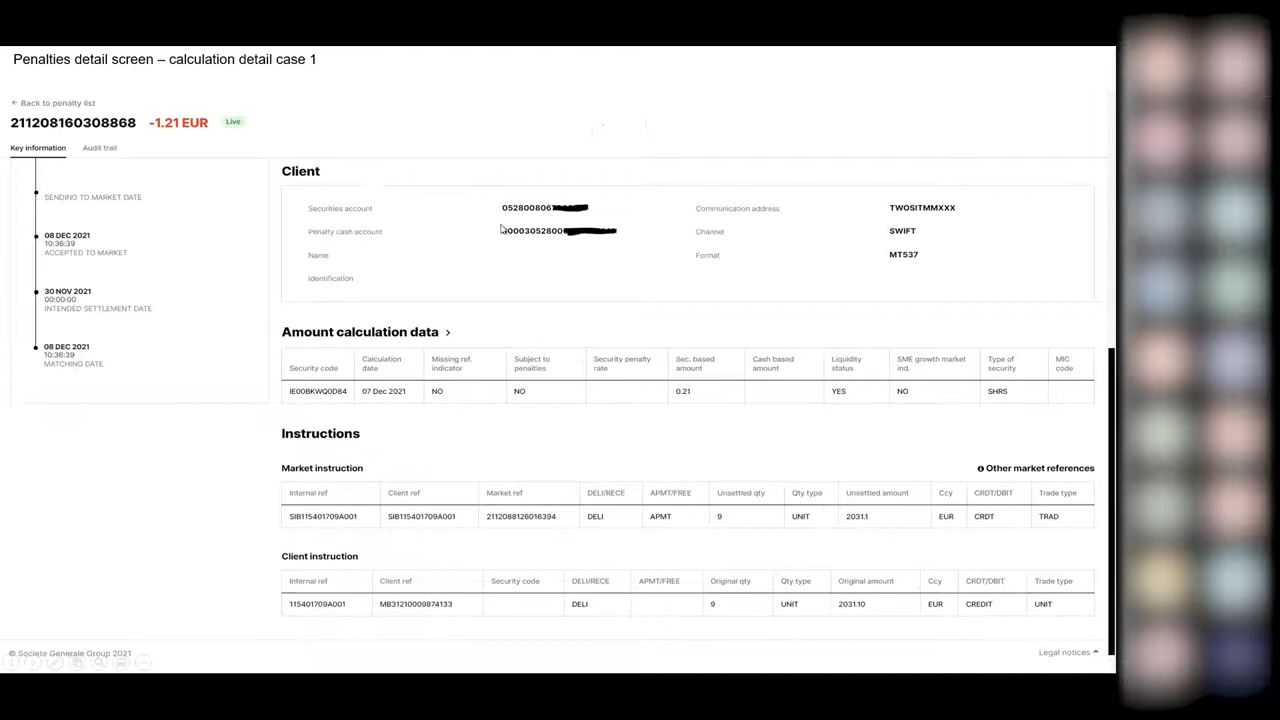 Penalties detail screen – calculation detail case 1
← Back to penalty list
211208160308868 -1.21 EUR Live
Key information Audit trail
SENDING TO MARKET DATE
08 DEC 2021
10:36:39
ACCEPTED TO MARKET
30 NOV 2021
00:00:00
INTENDED SETTLEMENT DATE
08 DEC 2021
10:36:39
MATCHING DATE
Client
Securities account 0528008067 Communication address TWOSITMMXXX
Penalty cash account 00003052800 Channel SWIFT
Name Format MT537
Identification
Amount calculation data >
Security code Calculation date Missing ref. indicator Subject to penalties Security penalty rate Sec. based amount Cash based amount Liquidity status SME growth market ind. Type of security MIC code
IE00BKWQ0D84 07 Dec 2021 NO NO 0.21 YES NO SHRS
Instructions
Market instruction Other market references
Internal ref Client ref Market ref DELI/RECE APMT/FREE Unsettled qty Qty type Unsettled amount Ccy CRDT/DBIT Trade type
SIB115401709A001 SIB115401709A001 2112088126016394 DELI APMT 9 UNIT 2031.1 EUR CRDT TRAD
Client instruction
Internal ref Client ref Security code DELI/RECE APMT/FREE Original qty Qty type Original amount Ccy CRDT/DBIT Trade type
115401709A001 MB31210009874133 DELI 9 UNIT 2031.10 EUR CREDIT UNIT
© Societe Generale Group 2021 Legal notices